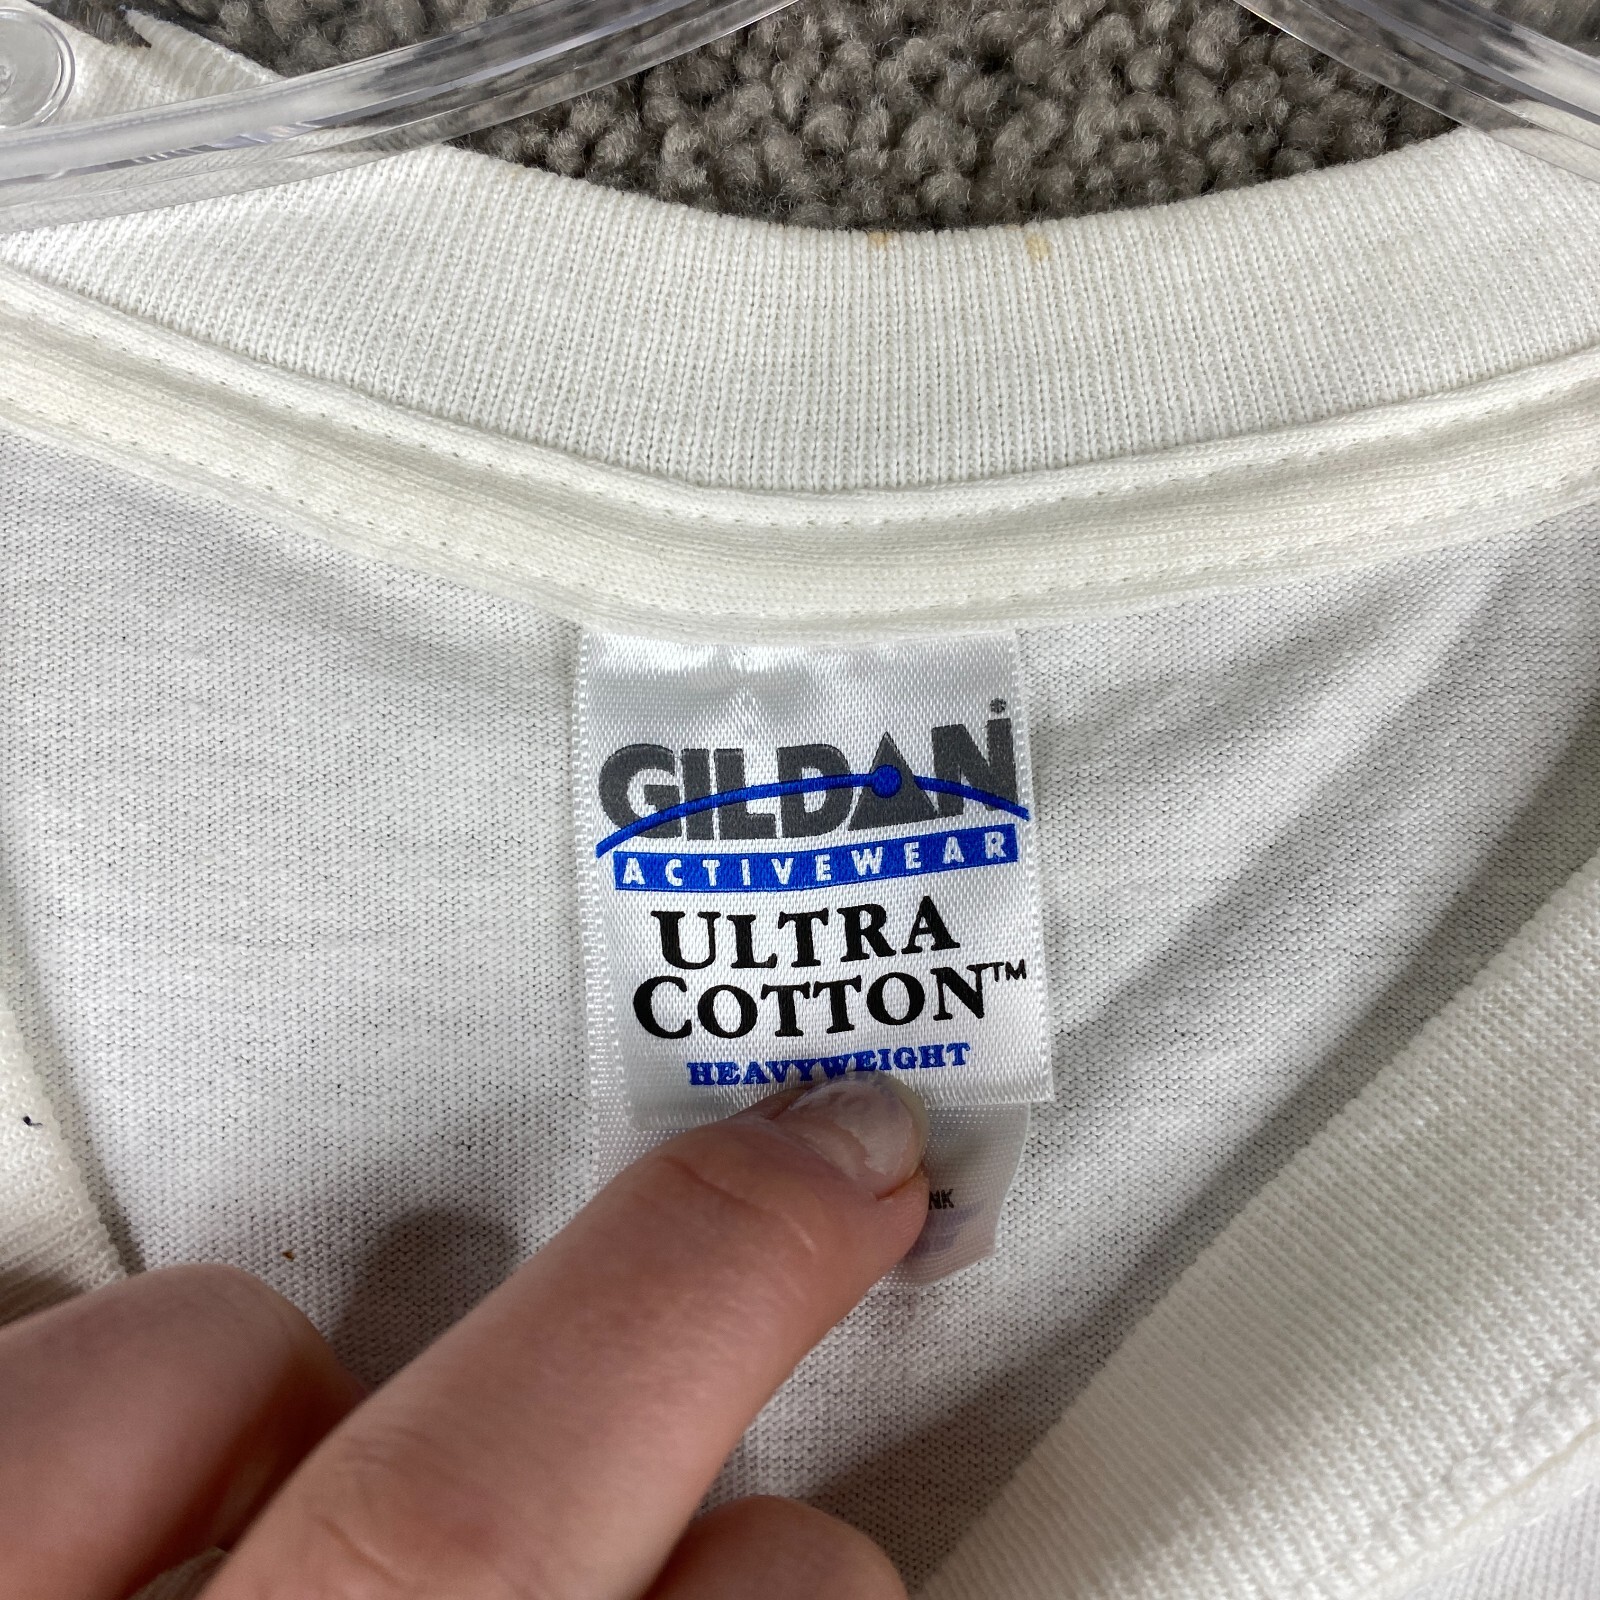 GILDAN®
ACTIVEWEAR
ULTRA
COTTON™
HEAVYWEIGHT